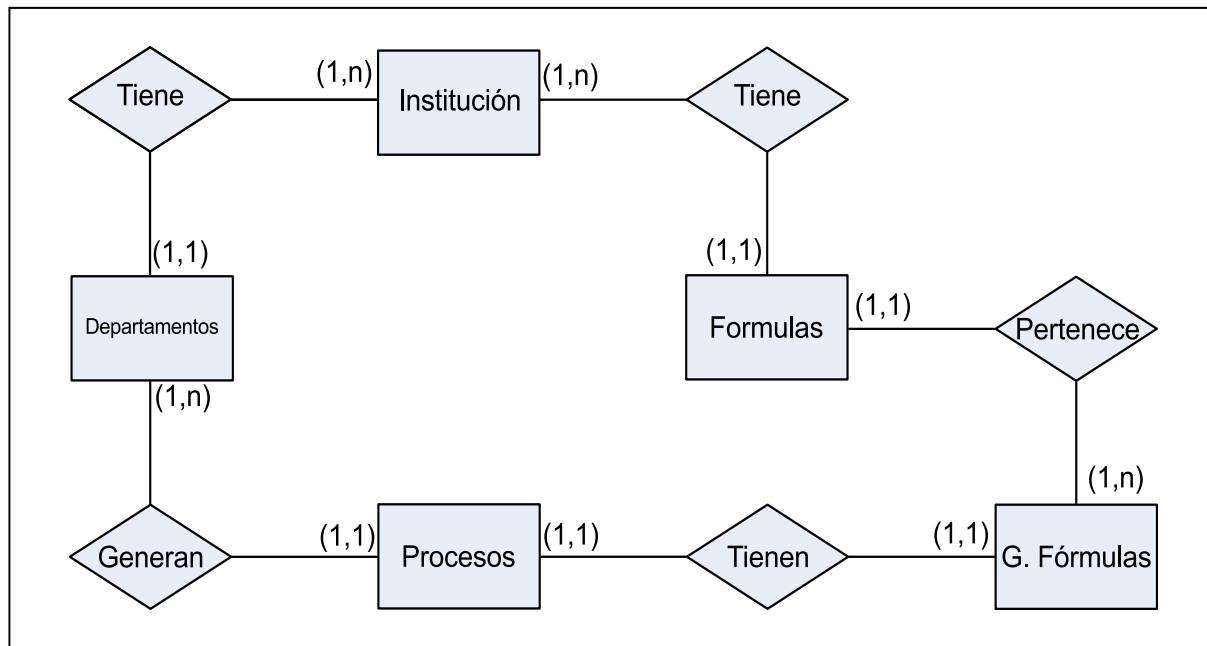 Tiene
(1,n)
Institución
(1,n)
Tiene
(1,1)
(1,1)
Departamentos
Formulas
(1,1)
Pertenece
(1,n)
(1,n)
Generan
(1,1)
Procesos
(1,1)
Tienen
(1,1)
G. Fórmulas